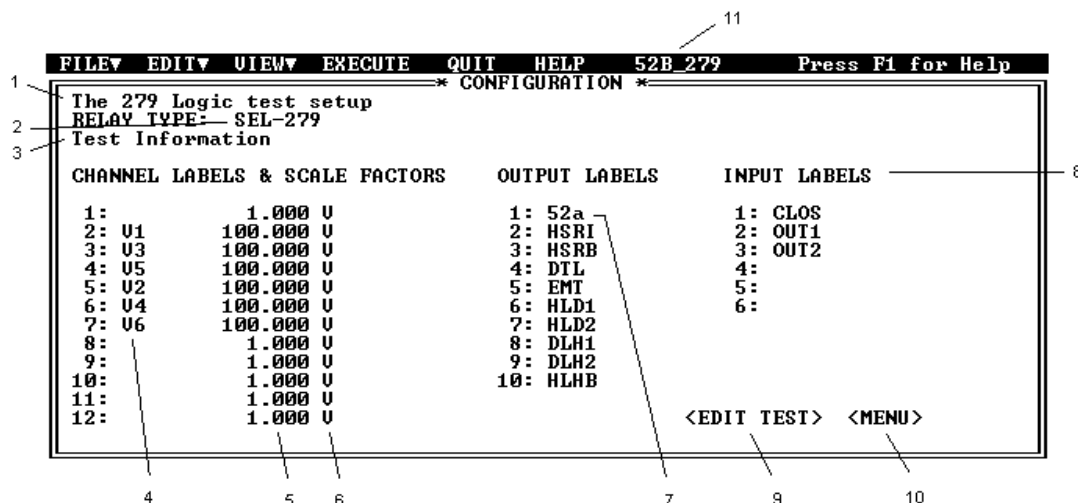 11
FILE▼ EDIT▼ VIEW▼ EXECUTE QUIT HELP 52B_279 Press F1 for Help
* CONFIGURATION *
1
The 279 Logic test setup
2
RELAY TYPE: SEL-279
3
Test Information
CHANNEL LABELS & SCALE FACTORS OUTPUT LABELS INPUT LABELS 8
1: 1.000 V 1: 52a 1: CLOS
2: V1 100.000 V 2: HSRI 2: OUT1
3: V3 100.000 V 3: HSRB 3: OUT2
4: V5 100.000 V 4: DTL 4:
5: V2 100.000 V 5: EMT 5:
6: V4 100.000 V 6: HLD1 6:
7: V6 100.000 V 7: HLD2
8: 1.000 V 8: DLH1
9: 1.000 V 9: DLH2
10: 1.000 V 10: HLHB
11: 1.000 V
12: 1.000 V <EDIT TEST> <MENU>
4 5 6 7 9 10